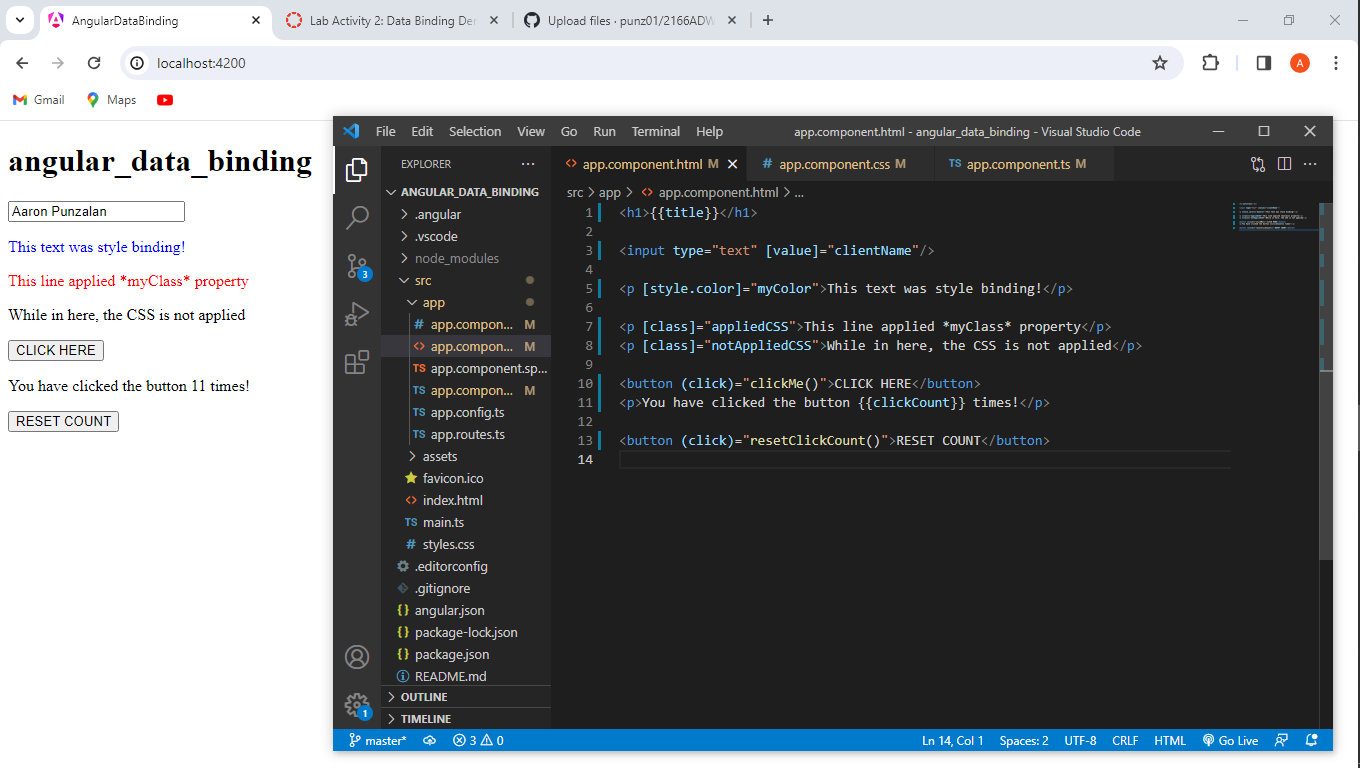 AngularDataBinding
Lab Activity 2: Data Binding De
Upload files · punz01/2166ADW
localhost:4200
A
Gmail
Maps
angular_data_binding
Aaron Punzalan
This text was style binding!
This line applied *myClass* property
While in here, the CSS is not applied
CLICK HERE
You have clicked the button 11 times!
RESET COUNT
File Edit Selection View Go Run Terminal Help
app.component.html - angular_data_binding - Visual Studio Code
EXPLORER
ANGULAR_DATA_BINDING
.angular
.vscode
node_modules
src
app
# app.compon... M
<> app.compon... M
TS app.component.sp...
TS app.compon... M
TS app.config.ts
TS app.routes.ts
assets
favicon.ico
<> index.html
TS main.ts
# styles.css
.editorconfig
.gitignore
{} angular.json
{} package-lock.json
{} package.json
README.md
OUTLINE
TIMELINE
3
1
<> app.component.html M
# app.component.css M
TS app.component.ts M
src > app > <> app.component.html > ...
1 <h1>{{title}}</h1>
2
3 <input type="text" [value]="clientName"/>
4
5 <p [style.color]="myColor">This text was style binding!</p>
6
7 <p [class]="appliedCSS">This line applied *myClass* property</p>
8 <p [class]="notAppliedCSS">While in here, the CSS is not applied</p>
9
10 <button (click)="clickMe()">CLICK HERE</button>
11 <p>You have clicked the button {{clickCount}} times!</p>
12
13 <button (click)="resetClickCount()">RESET COUNT</button>
14
master* 3 0
Ln 14, Col 1 Spaces: 2 UTF-8 CRLF HTML Go Live